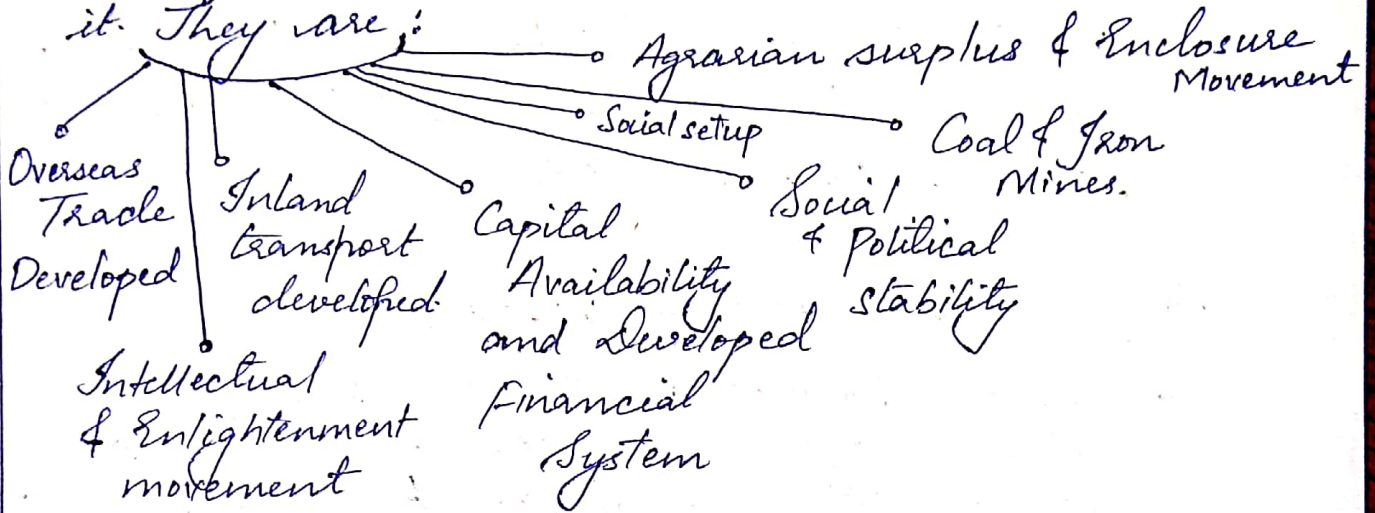 it. They are :
Agrarian surplus & Enclosure
Movement
Social setup
Coal & Iron
Mines.
Social
& Political
stability
Capital
Availability
and Developed
Financial
System
Inland
transport
developed.
Overseas
Trade
Developed
Intellectual
& Enlightenment
movement